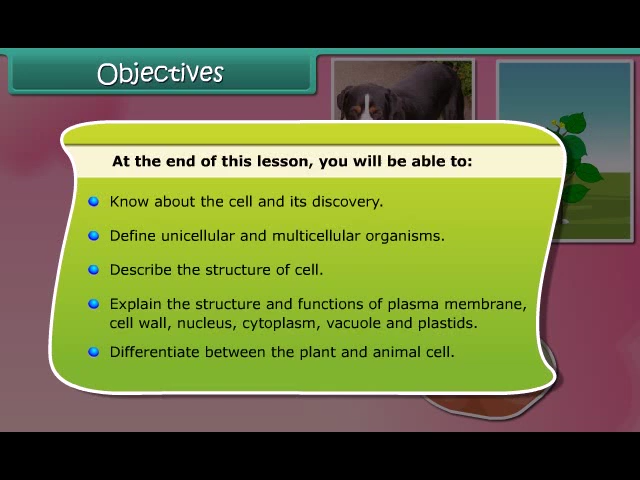 Objectives
At the end of this lesson, you will be able to:
Know about the cell and its discovery.
Define unicellular and multicellular organisms.
Describe the structure of cell.
Explain the structure and functions of plasma membrane,
cell wall, nucleus, cytoplasm, vacuole and plastids.
Differentiate between the plant and animal cell.